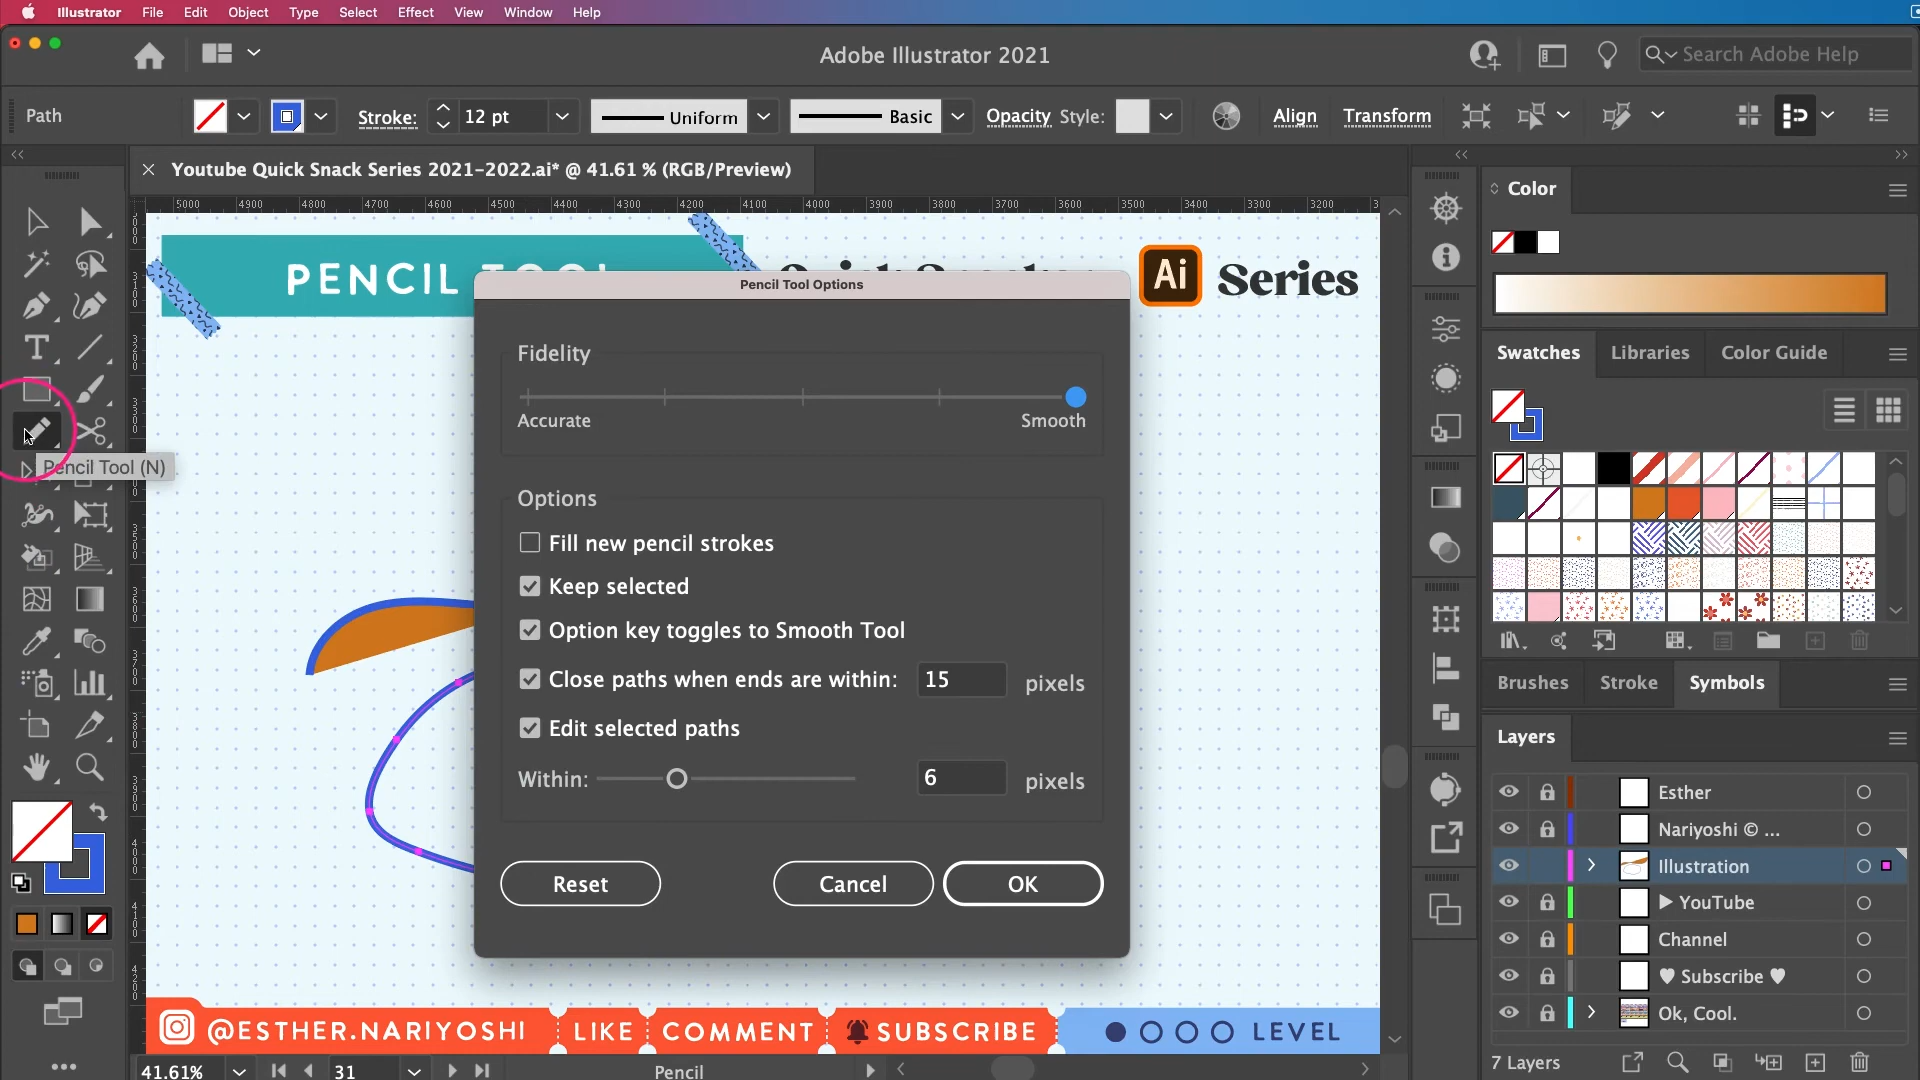 Illustrator File Edit Object Type Select Effect View Window Help
Adobe Illustrator 2021
Search Adobe Help
Path
Stroke: 12 pt
Uniform
Basic
Opacity Style:
Align
Transform
Youtube Quick Snack Series 2021-2022.ai* @ 41.61 % (RGB/Preview)
5000 4900 4800 4700 4600 4500 4400 4300 4200 4100 4000 3900 3800 3700 3600 3500 3400 3300 3200
PENCIL
Ai Series
Pencil Tool Options
Fidelity
Accurate
Smooth
Options
Fill new pencil strokes
Keep selected
Option key toggles to Smooth Tool
Close paths when ends are within: 15 pixels
Edit selected paths
Within: 6 pixels
Reset
Cancel
OK
Pencil Tool (N)
Color
Swatches
Libraries
Color Guide
Brushes
Stroke
Symbols
Layers
Esther
Nariyoshi © ...
Illustration
▶ YouTube
Channel
♥ Subscribe ♥
Ok, Cool.
7 Layers
@ESTHER.NARIYOSHI
LIKE
COMMENT
SUBSCRIBE
LEVEL
41.61%
31
Pencil